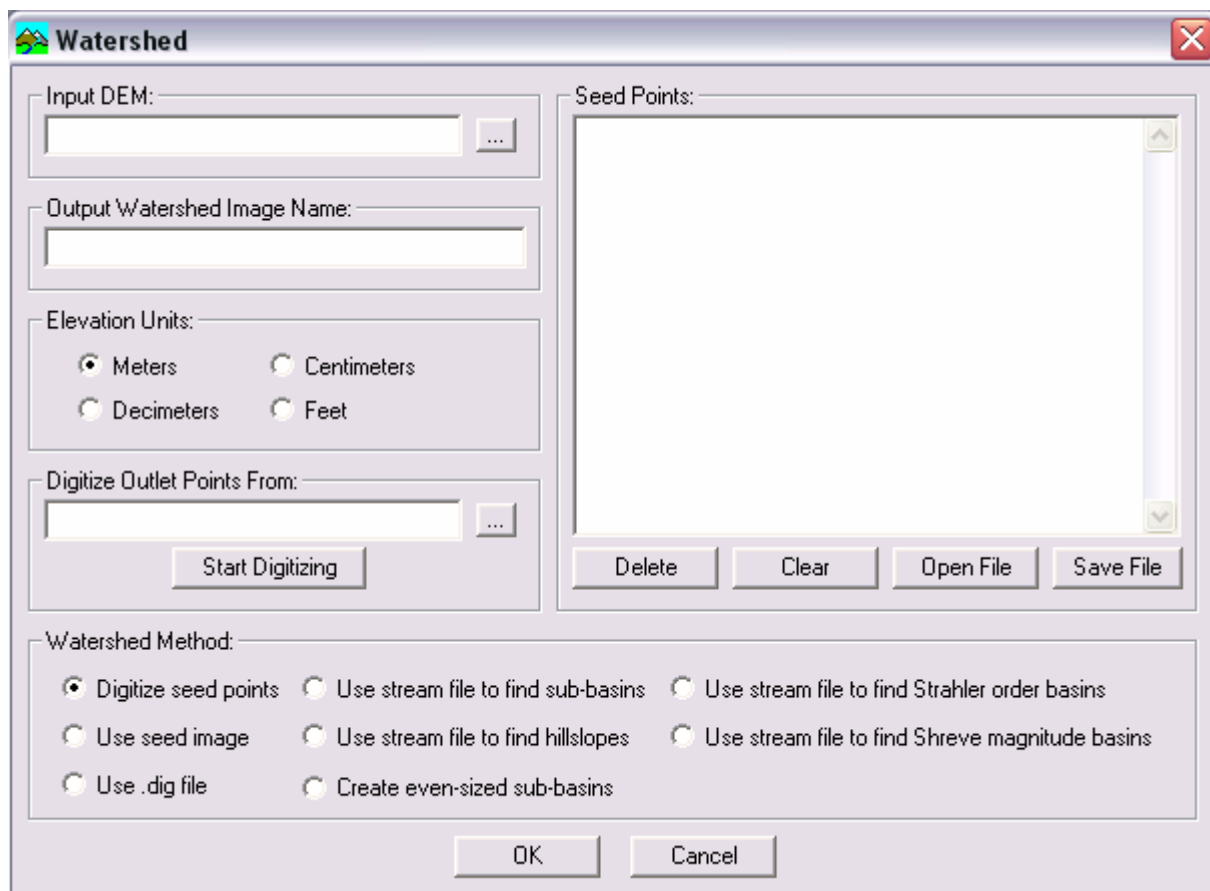 Watershed
Input DEM:
...
Output Watershed Image Name:
Elevation Units:
Meters
Centimeters
Decimeters
Feet
Digitize Outlet Points From:
...
Start Digitizing
Seed Points:
Delete
Clear
Open File
Save File
Watershed Method:
Digitize seed points
Use stream file to find sub-basins
Use stream file to find Strahler order basins
Use seed image
Use stream file to find hillslopes
Use stream file to find Shreve magnitude basins
Use .dig file
Create even-sized sub-basins
OK
Cancel